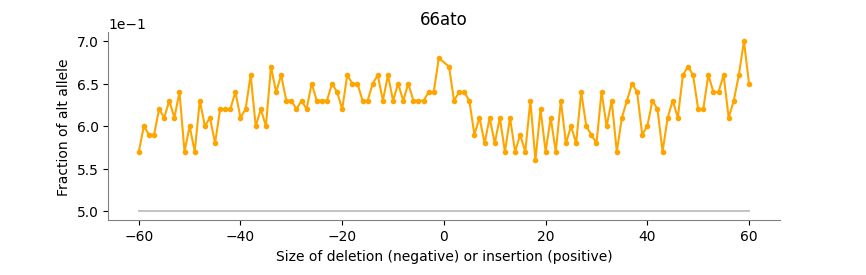 66ato
1e−1
7.0
6.5
6.0
5.5
5.0
Fraction of alt allele
−60 −40 −20 0 20 40 60
Size of deletion (negative) or insertion (positive)